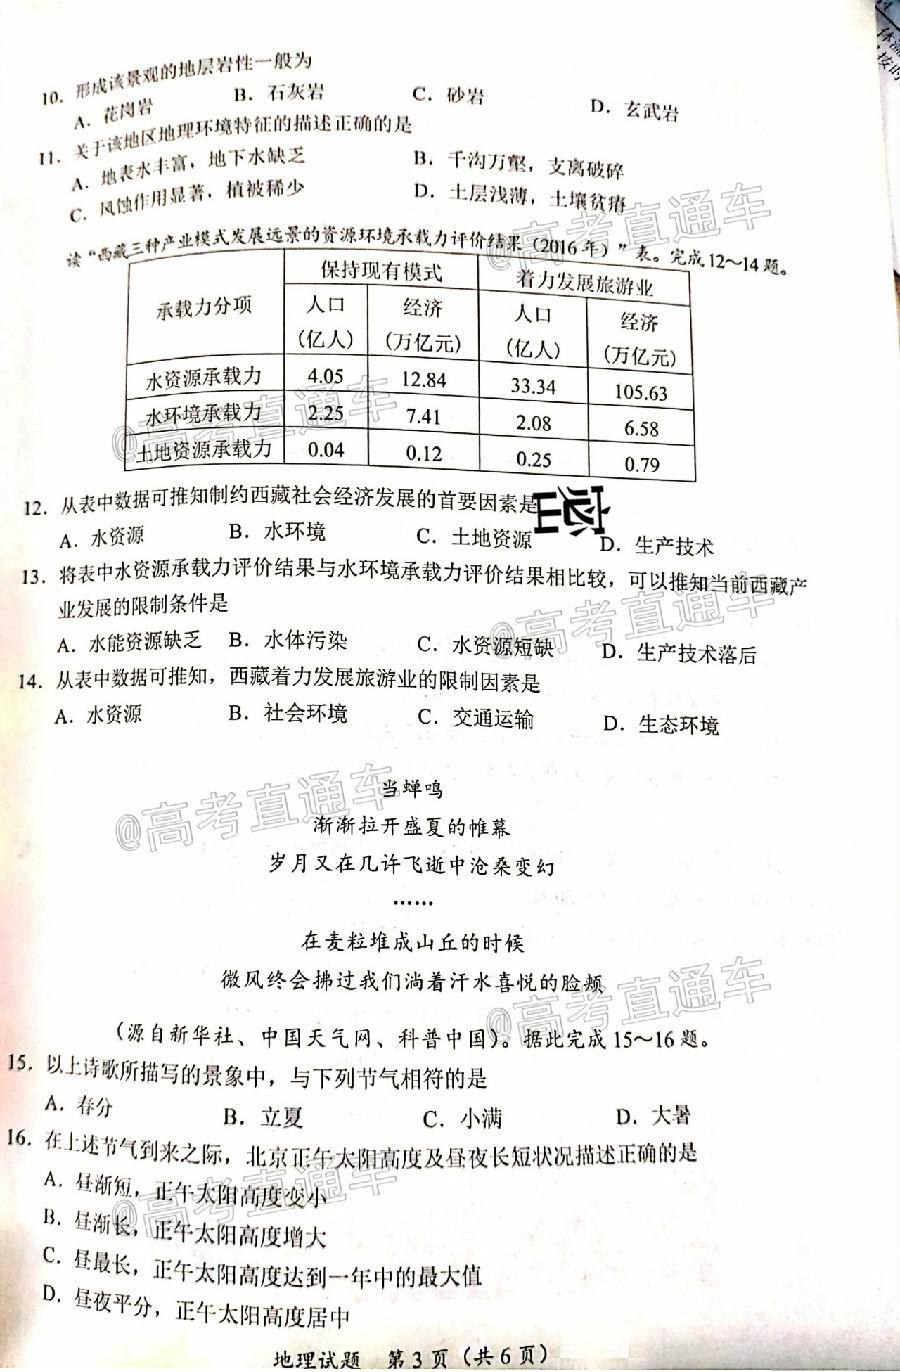 10．形成该景观的地层岩性一般为
A．花岗岩 B．石灰岩 C．砂岩 D．玄武岩
11．关于该地区地理环境特征的描述正确的是
A．地表水丰富，地下水缺乏 B．千沟万壑，支离破碎
C．风蚀作用显著，植被稀少 D．土层浅薄，土壤贫瘠
读“西藏三种产业模式发展远景的资源环境承载力评价结果（2016年）”表。完成12～14题。
承载力分项 保持现有模式 着力发展旅游业
人口（亿人） 经济（万亿元） 人口（亿人） 经济（万亿元）
水资源承载力 4.05 12.84 33.34 105.63
水环境承载力 2.25 7.41 2.08 6.58
土地资源承载力 0.04 0.12 0.25 0.79
12．从表中数据可推知制约西藏社会经济发展的首要因素是
A．水资源 B．水环境 C．土地资源 D．生产技术
13．将表中水资源承载力评价结果与水环境承载力评价结果相比较，可以推知当前西藏产
业发展的限制条件是
A．水能资源缺乏 B．水体污染 C．水资源短缺 D．生产技术落后
14．从表中数据可推知，西藏着力发展旅游业的限制因素是
A．水资源 B．社会环境 C．交通运输 D．生态环境
当蝉鸣
渐渐拉开盛夏的帷幕
岁月又在几许飞逝中沧桑变幻
……
在麦粒堆成山丘的时候
微风终会拂过我们淌着汗水喜悦的脸颊
（源自新华社、中国天气网、科普中国）。据此完成15～16题。
15．以上诗歌所描写的景象中，与下列节气相符的是
A．春分 B．立夏 C．小满 D．大暑
16．在上述节气到来之际，北京正午太阳高度及昼夜长短状况描述正确的是
A．昼渐短，正午太阳高度变小
B．昼渐长，正午太阳高度增大
C．昼最长，正午太阳高度达到一年中的最大值
D．昼夜平分，正午太阳高度居中
地理试题 第3页（共6页）
@高考直通车
@高考直通车
@高考直通车
@高考直通车
@高考直通车
@高考直通车